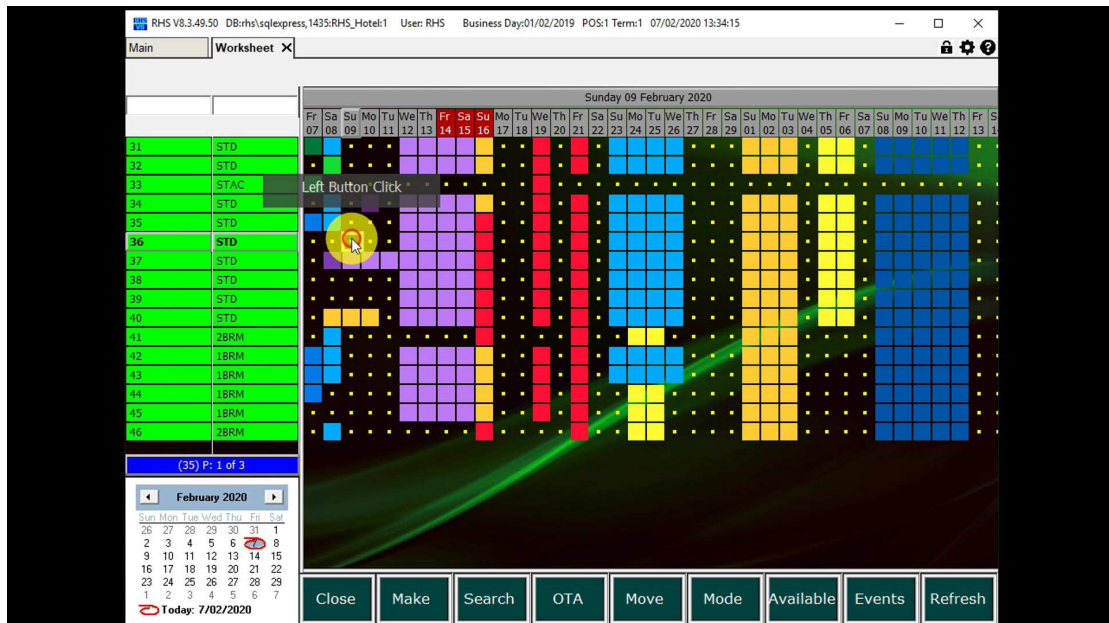 RHS V8.3.49.50 DB:rhs\sqlexpress,1435:RHS_Hotel:1 User: RHS Business Day:01/02/2019 POS:1 Term:1 07/02/2020 13:34:15
Main Worksheet
Sunday 09 February 2020
Fr Sa Su Mo Tu We Th Fr Sa Su Mo Tu We Th Fr Sa Su Mo Tu We Th Fr Sa Su Mo Tu We Th Fr Sa Su Mo Tu We Th Fr S
07 08 09 10 11 12 13 14 15 16 17 18 19 20 21 22 23 24 25 26 27 28 29 01 02 03 04 05 06 07 08 09 10 11 12 13 1
31 STD
32 STD
33 STAC
Left Button Click
34 STD
35 STD
36 STD
37 STD
38 STD
39 STD
40 STD
41 2BRM
42 1BRM
43 1BRM
44 1BRM
45 1BRM
46 2BRM
(35) P: 1 of 3
February 2020
Sun Mon Tue Wed Thu Fri Sat
26 27 28 29 30 31 1
2 3 4 5 6 7 8
9 10 11 12 13 14 15
16 17 18 19 20 21 22
23 24 25 26 27 28 29
1 2 3 4 5 6 7
Today: 7/02/2020
Close Make Search OTA Move Mode Available Events Refresh